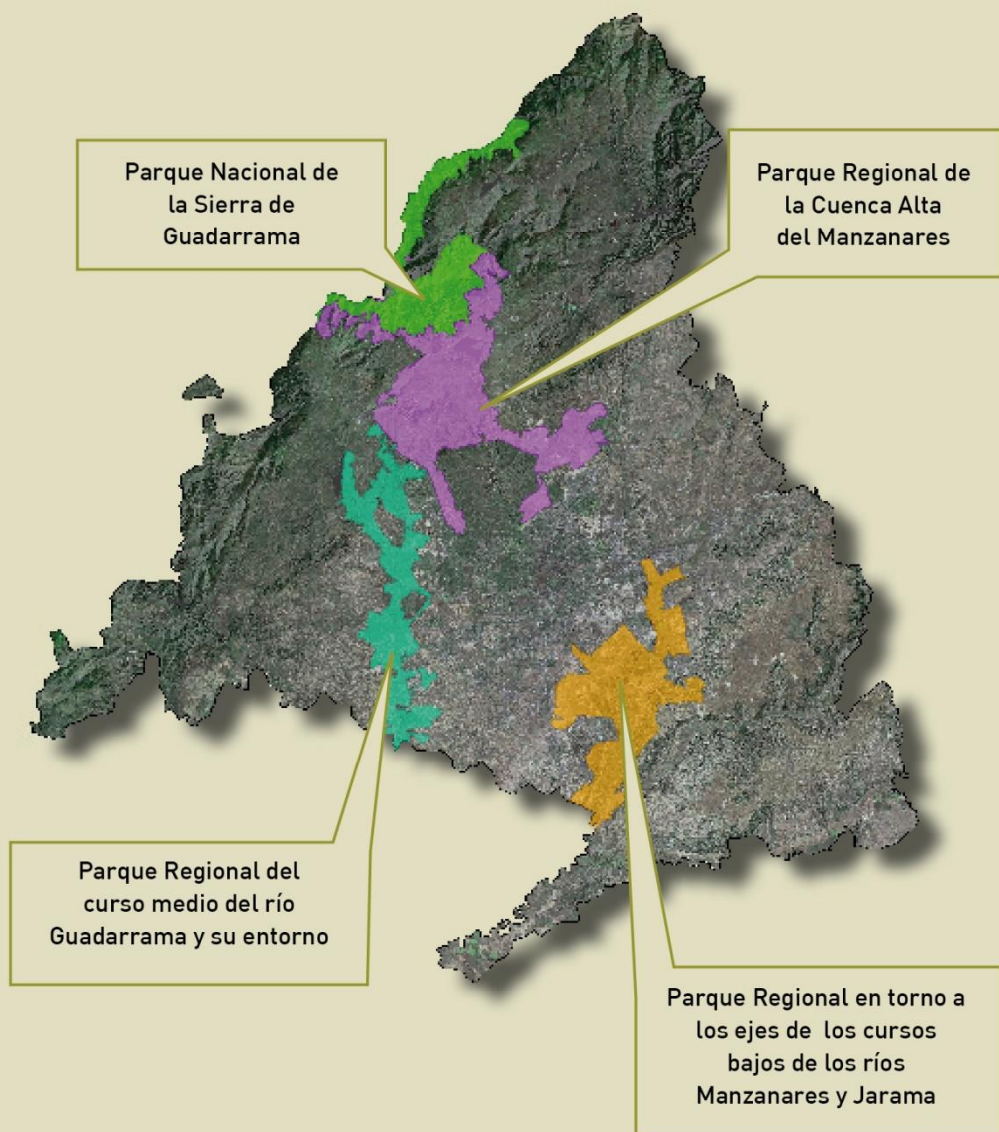 Parque Nacional de
la Sierra de
Guadarrama
Parque Regional de
la Cuenca Alta
del Manzanares
Parque Regional del
curso medio del río
Guadarrama y su entorno
Parque Regional en torno a
los ejes de los cursos
bajos de los ríos
Manzanares y Jarama